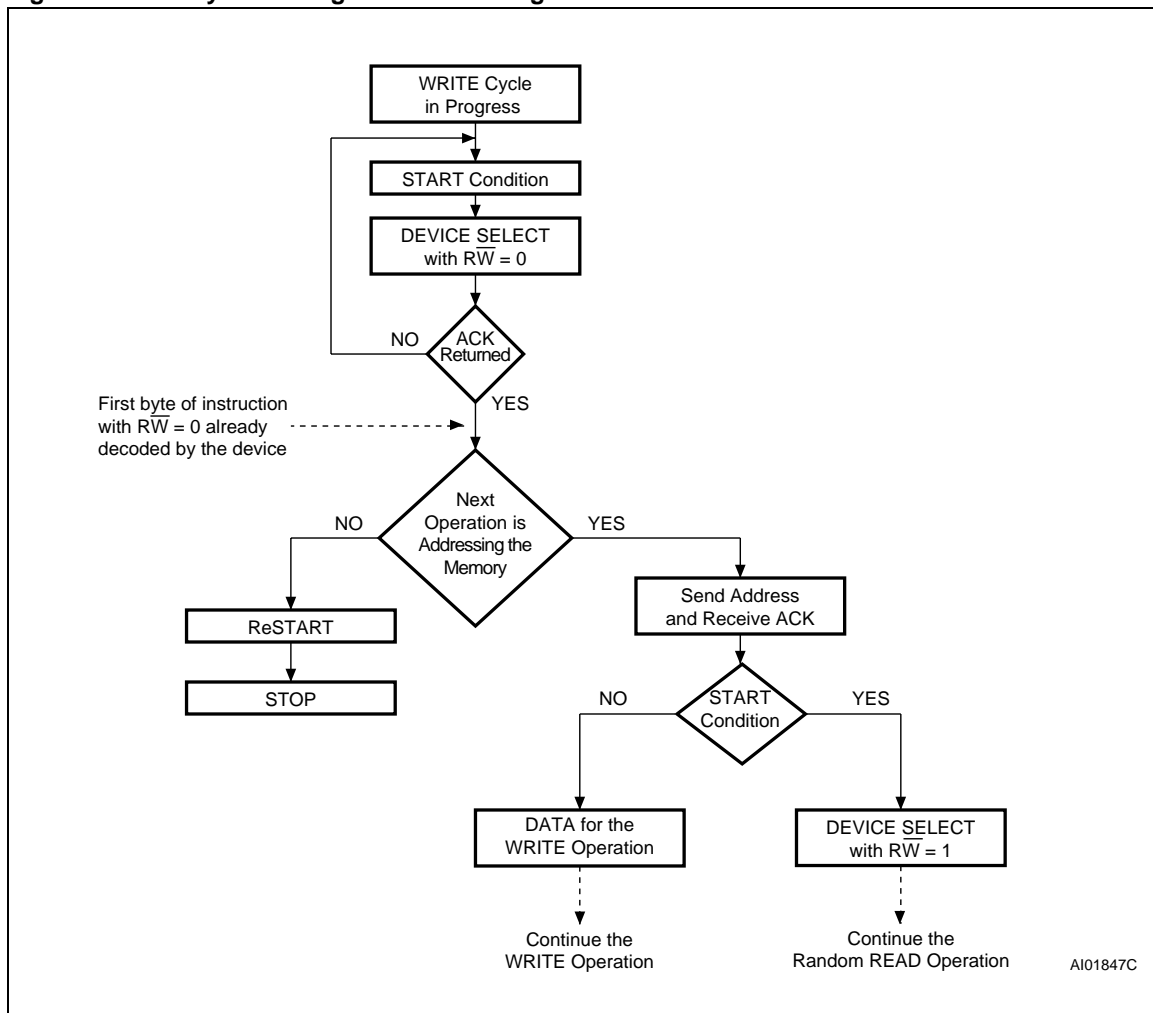 WRITE Cycle
in Progress
START Condition
DEVICE SELECT
with RW̅ = 0
NO
ACK
Returned
YES
First byte of instruction
with RW̅ = 0 already
decoded by the device
NO
Next
Operation is
Addressing the
Memory
YES
Send Address
and Receive ACK
ReSTART
STOP
NO
START
Condition
YES
DATA for the
WRITE Operation
DEVICE SELECT
with RW̅ = 1
Continue the
WRITE Operation
Continue the
Random READ Operation
AI01847C